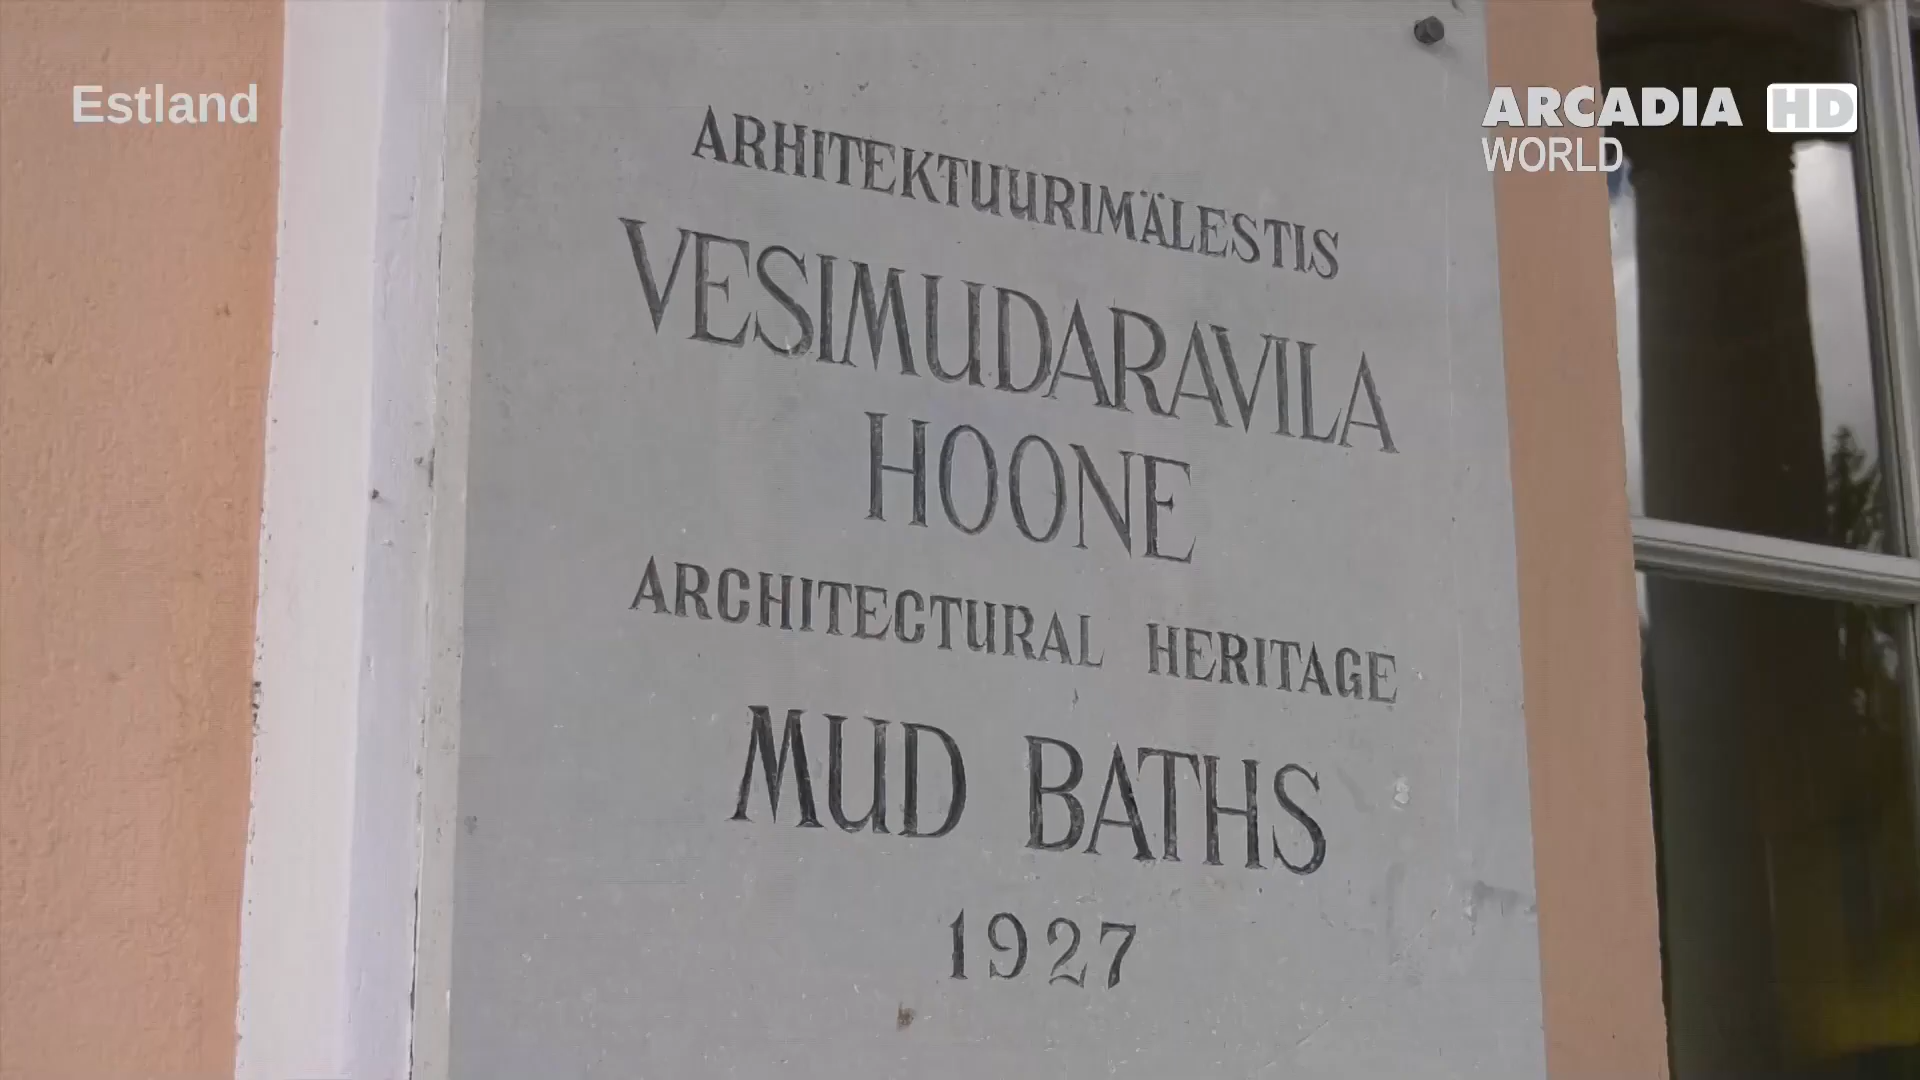 Estland
ARCADIA HD
WORLD
ARHITEKTUURIMÄLESTIS
VESIMUDARAVILA
HOONE
ARCHITECTURAL HERITAGE
MUD BATHS
1927